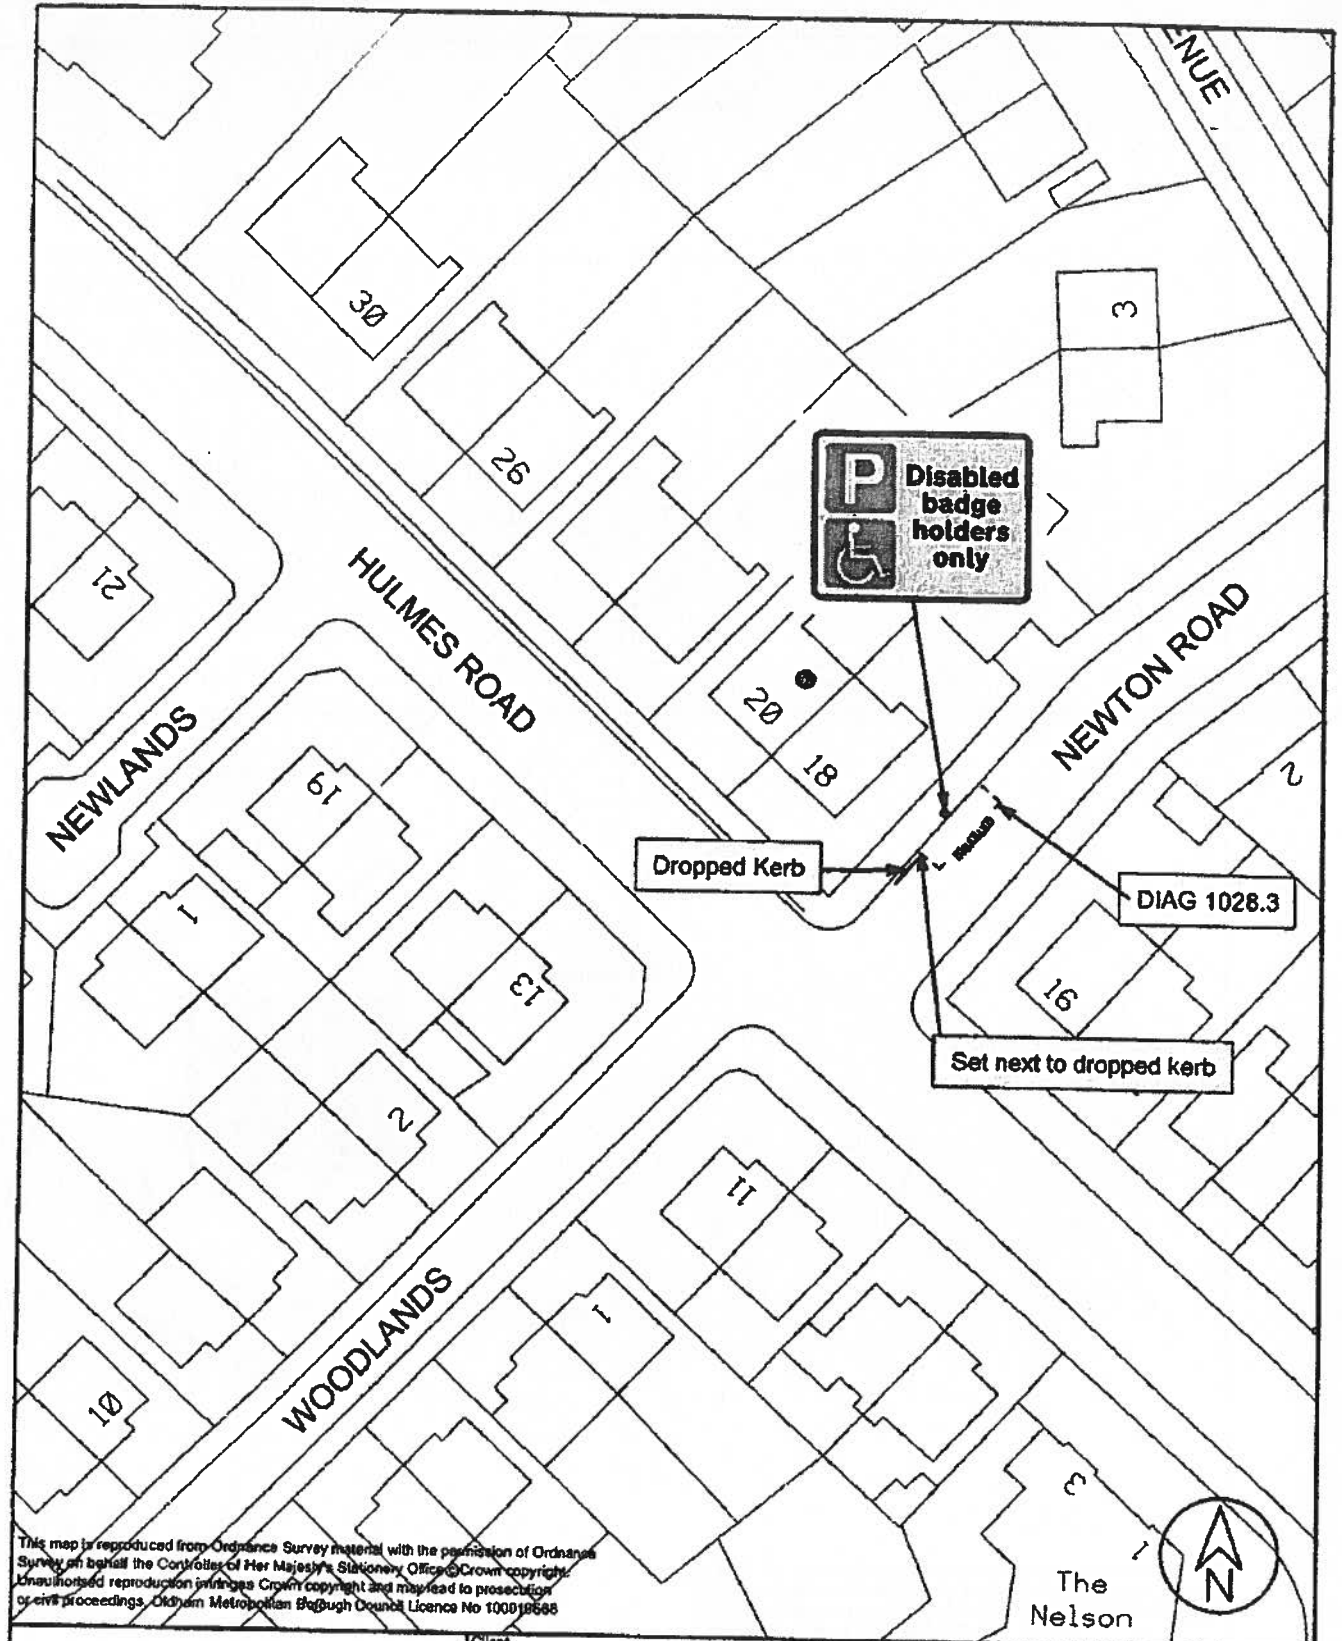 ENUE
30
3
26
P Disabled
badge
holders
only
21
HULMES ROAD
NEWTON ROAD
20
18
NEWLANDS
19
2
Dropped Kerb
DIAG 1028.3
1
13
16
Set next to dropped kerb
2
11
1
WOODLANDS
10
3
1
This map is reproduced from Ordnance Survey material with the permission of Ordnance
Survey on behalf the Controller of Her Majesty's Stationery Office © Crown copyright.
Unauthorised reproduction infringes Crown copyright and may lead to prosecution
or civil proceedings. Oldham Metropolitan Borough Council Licence No
The
Nelson
N